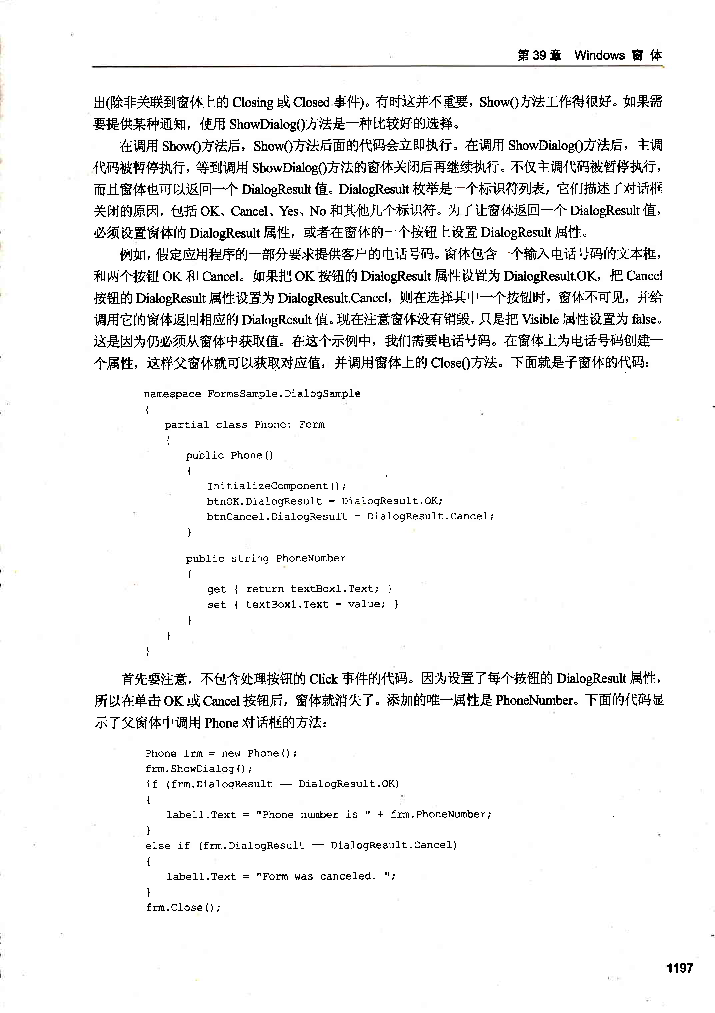 第39章 Windows 窗 体
出(除非关联到窗体上的 Closing 或 Closed 事件)。有时这并不重要，Show()方法工作得很好。如果需
要提供某种通知，使用 ShowDialog()方法是一种比较好的选择。
在调用 Show()方法后，Show()方法后面的代码会立即执行。在调用 ShowDialog()方法后，主调
代码被暂停执行，等到调用 ShowDialog()方法的窗体关闭后再继续执行。不仅主调代码被暂停执行，
而且窗体也可以返回一个 DialogResult 值。DialogResult 枚举是一个标识符列表，它们描述了对话框
关闭的原因，包括 OK、Cancel、Yes、No 和其他几个标识符。为了让窗体返回一个 DialogResult 值，
必须设置窗体的 DialogResult 属性，或者在窗体的一个按钮上设置 DialogResult 属性。
例如，假定应用程序的一部分要求提供客户的电话号码。窗体包含一个输入电话号码的文本框，
和两个按钮 OK 和 Cancel。如果把 OK 按钮的 DialogResult 属性设置为 DialogResult.OK，把 Cancel
按钮的 DialogResult 属性设置为 DialogResult.Cancel，则在选择其中一个按钮时，窗体不可见，并给
调用它的窗体返回相应的 DialogResult 值。现在注意窗体没有销毁，只是把 Visible 属性设置为 false。
这是因为仍必须从窗体中获取值。在这个示例中，我们需要电话号码。在窗体上为电话号码创建一
个属性，这样父窗体就可以获取对应值，并调用窗体上的 Close()方法。下面就是子窗体的代码：
namespace FormsSample.DialogSample
{
partial class Phone: Form
{
public Phone()
{
InitializeComponent();
btnOK.DialogResult = DialogResult.OK;
btnCancel.DialogResult = DialogResult.Cancel;
}
public string PhoneNumber
{
get { return textBox1.Text; }
set { textBox1.Text = value; }
}
}
}
首先要注意，不包含处理按钮的 Click 事件的代码。因为设置了每个按钮的 DialogResult 属性，
所以在单击 OK 或 Cancel 按钮后，窗体就消失了。添加的唯一属性是 PhoneNumber。下面的代码显
示了父窗体中调用 Phone 对话框的方法：
Phone frm = new Phone();
frm.ShowDialog();
if (frm.DialogResult == DialogResult.OK)
{
label1.Text = "Phone number is " + frm.PhoneNumber;
}
else if (frm.DialogResult == DialogResult.Cancel)
{
label1.Text = "Form was canceled. ";
}
frm.Close();
1197